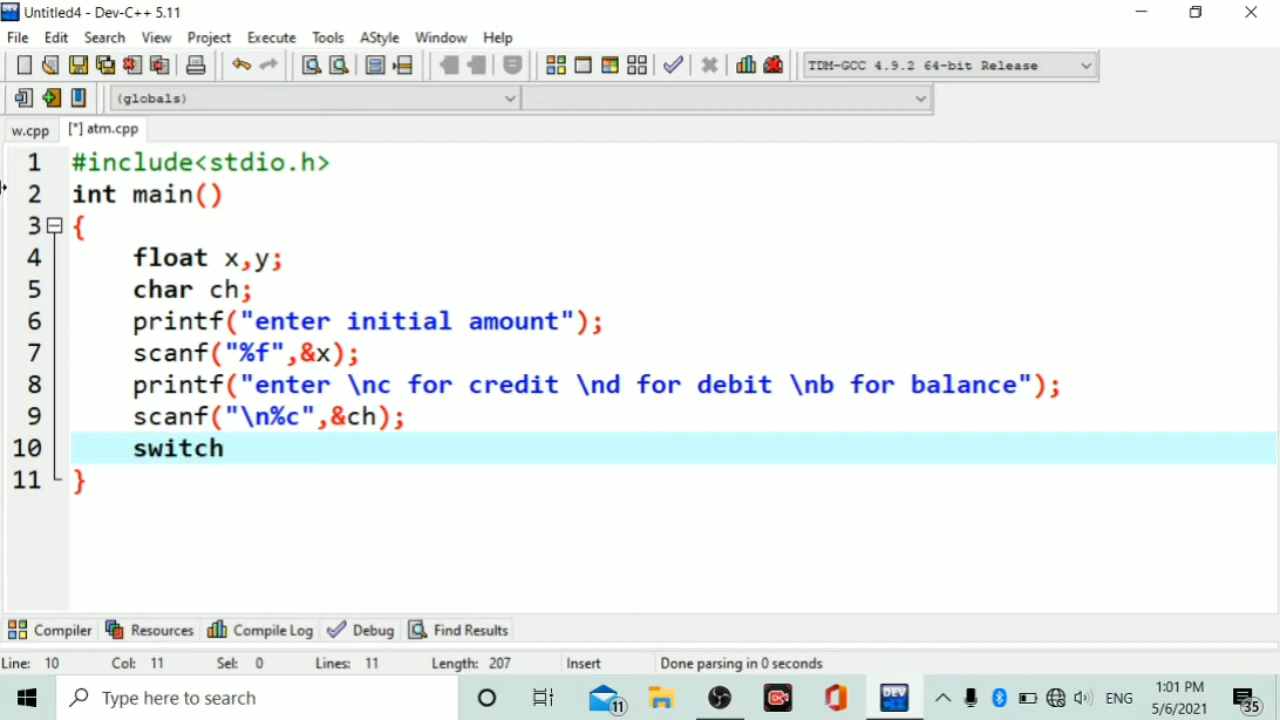 Untitled4 - Dev-C++ 5.11
File Edit Search View Project Execute Tools AStyle Window Help
TDM-GCC 4.9.2 64-bit Release
(globals)
w.cpp [*] atm.cpp
1 #include<stdio.h>
2 int main()
3 {
4 float x,y;
5 char ch;
6 printf("enter initial amount");
7 scanf("%f",&x);
8 printf("enter \nc for credit \nd for debit \nb for balance");
9 scanf("\n%c",&ch);
10 switch
11 }
Compiler Resources Compile Log Debug Find Results
Line: 10 Col: 11 Sel: 0 Lines: 11 Length: 207 Insert Done parsing in 0 seconds
Type here to search 11 DEV ENG 1:01 PM 35
5/6/2021